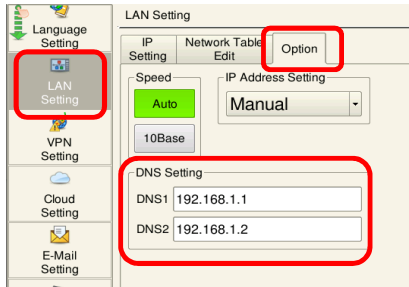 LAN Setting
Language
Setting
LAN
Setting
VPN
Setting
Cloud
Setting
E-Mail
Setting
IP
Setting
Network Table
Edit
Option
Speed
Auto
10Base
IP Address Setting
Manual
DNS Setting
DNS1 192.168.1.1
DNS2 192.168.1.2